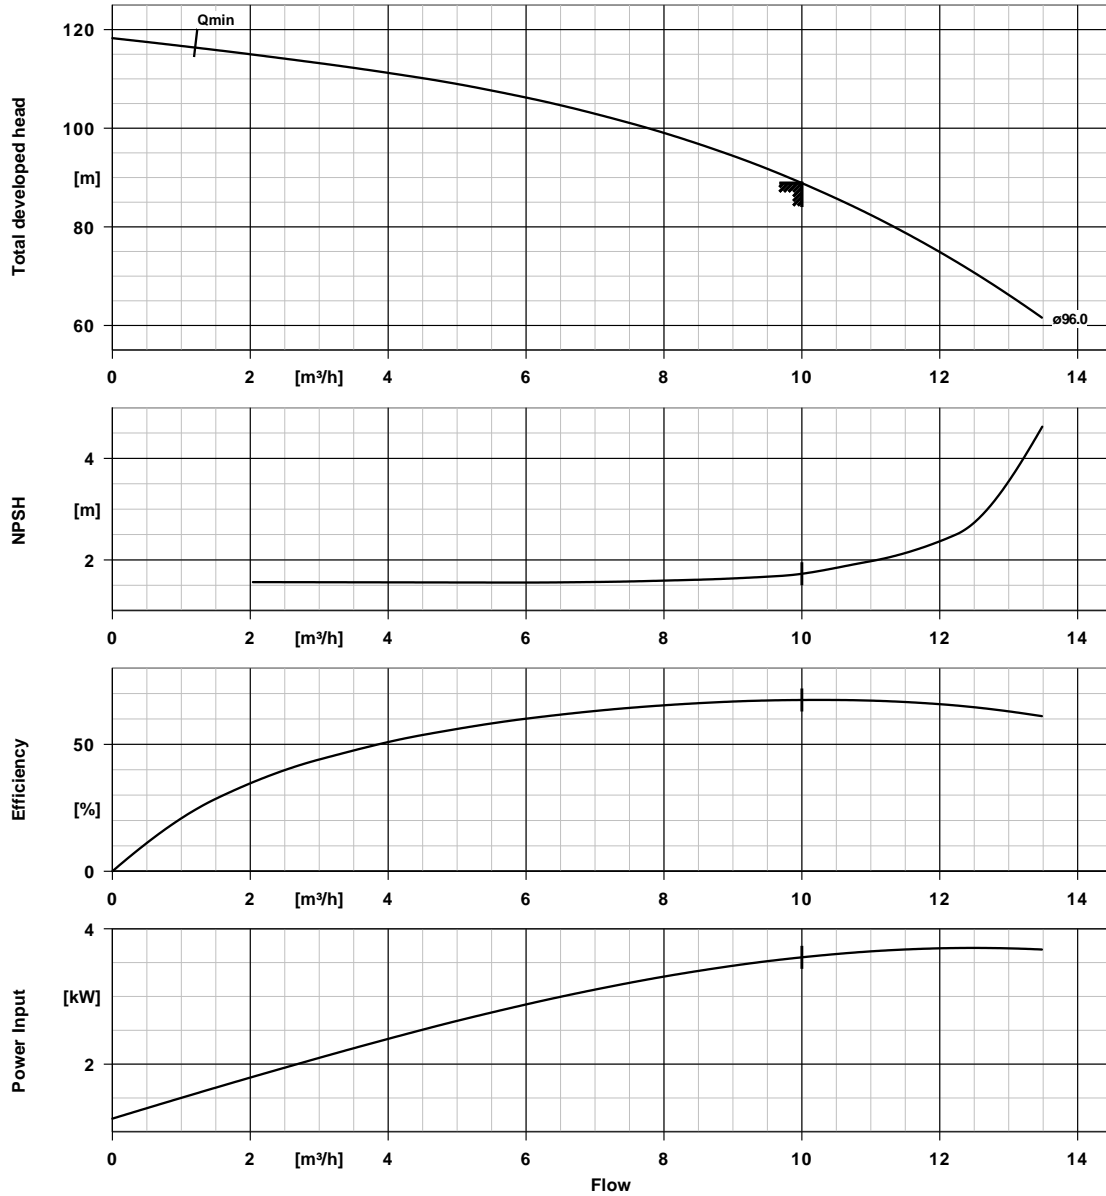 Qmin
120
100
[m]
80
60
Total developed head
ø96.0
0 2 [m³/h] 4 6 8 10 12 14
4
[m]
2
NPSH
0 2 [m³/h] 4 6 8 10 12 14
50
[%]
0
Efficiency
0 2 [m³/h] 4 6 8 10 12 14
4
[kW]
2
Power Input
0 2 [m³/h] 4 6 8 10 12 14
Flow